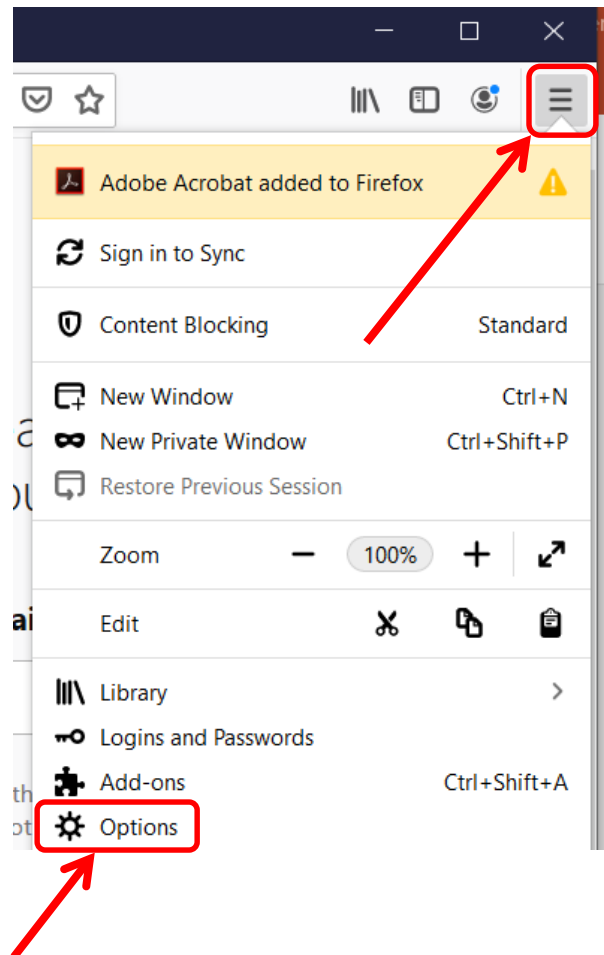 Adobe Acrobat added to Firefox
Sign in to Sync
Content Blocking Standard
New Window Ctrl+N
New Private Window Ctrl+Shift+P
Restore Previous Session
Zoom 100%
Edit
Library
Logins and Passwords
Add-ons Ctrl+Shift+A
Options